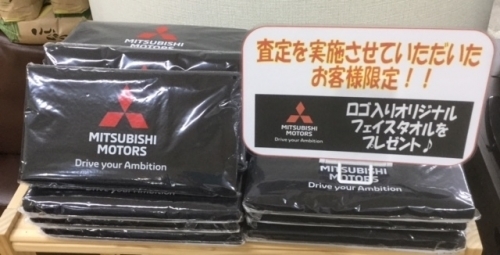 MITSUBISHI
MOTORS
MITSUBISHI
MOTORS
Drive your Ambition
査定を実施させていただいた
お客様限定！！
MITSUBISHI
MOTORS
Drive your Ambition
ロゴ入りオリジナル
フェイスタオルを
プレゼント♪
MITSUBISHI
MOTORS
Drive your Ambition